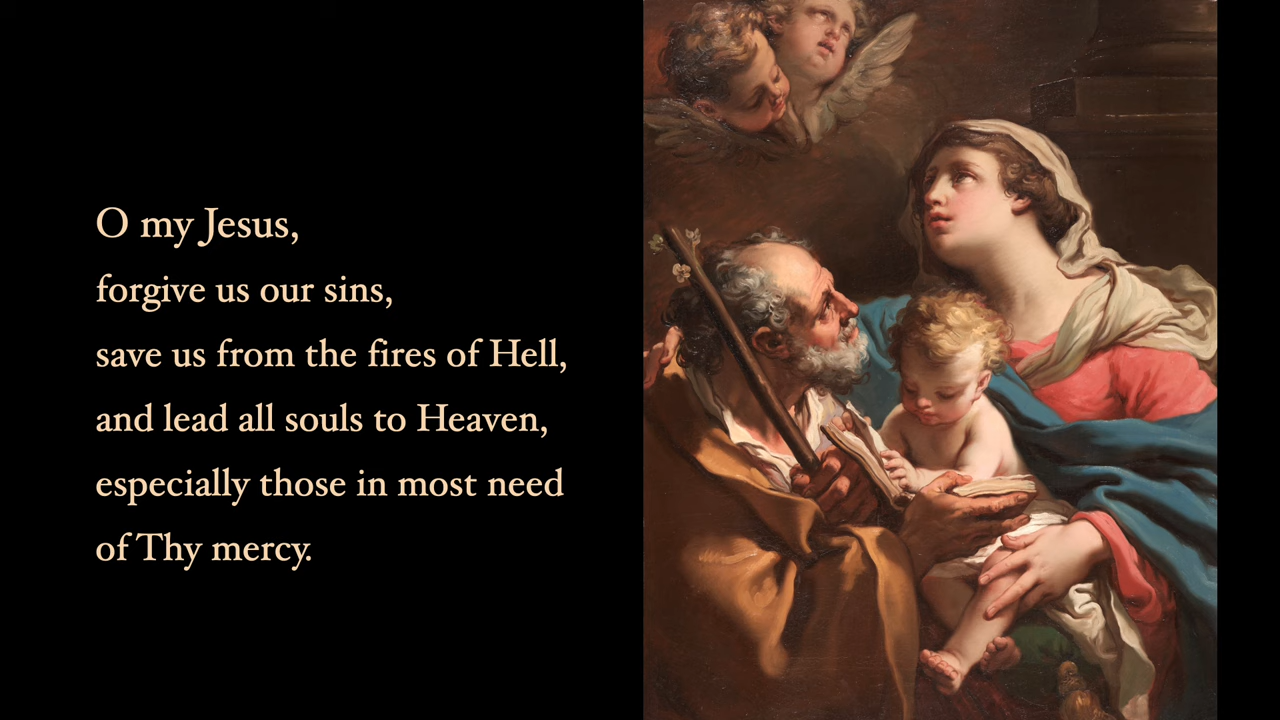 O my Jesus,
forgive us our sins,
save us from the fires of Hell,
and lead all souls to Heaven,
especially those in most need
of Thy mercy.